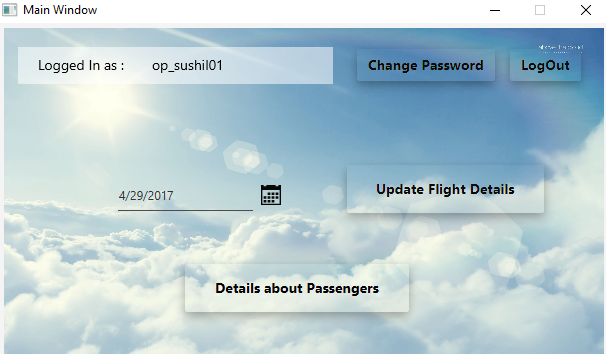 Main Window
Logged In as : op_sushil01
Change Password
LogOut
4/29/2017
Update Flight Details
Details about Passengers